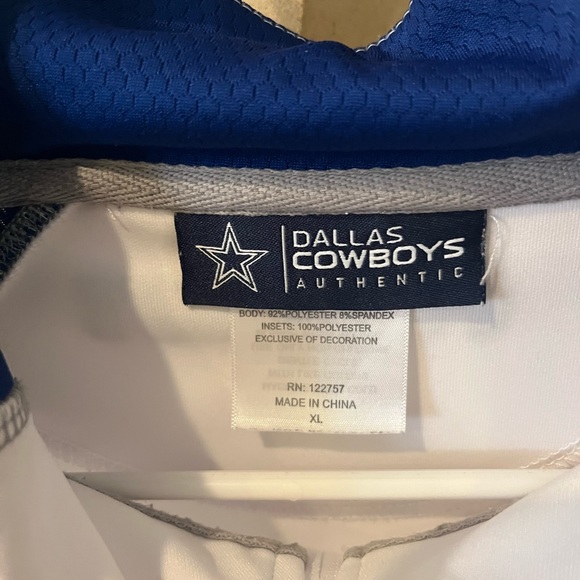 DALLAS
COWBOYS
AUTHENTIC
BODY: 92%POLYESTER 8%SPANDEX
INSETS: 100%POLYESTER
EXCLUSIVE OF DECORATION
RN: 122757
MADE IN CHINA
XL